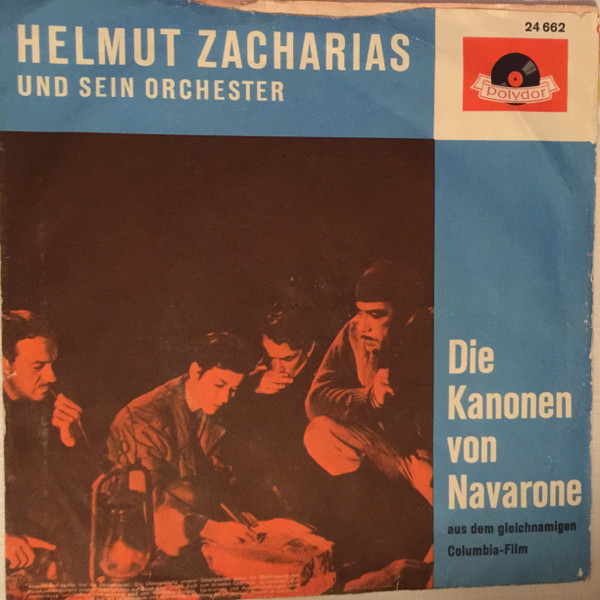 HELMUT ZACHARIAS
UND SEIN ORCHESTER
24 662
polydor
Die
Kanonen
von
Navarone
aus dem gleichnamigen
Columbia-Film